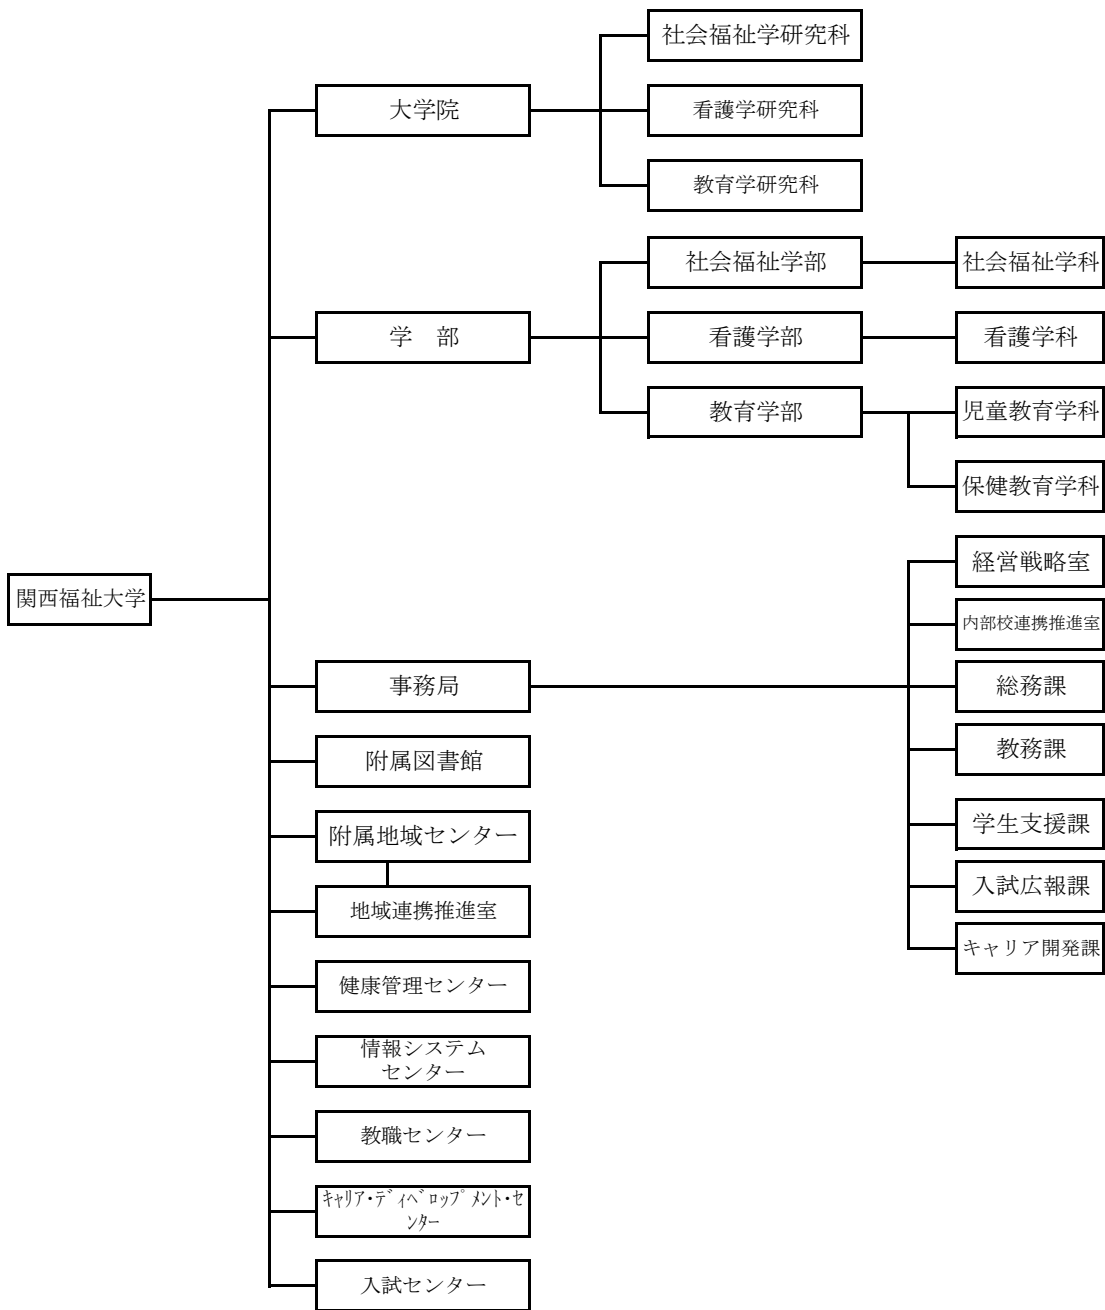 社会福祉学研究科
大学院
看護学研究科
教育学研究科
社会福祉学部
社会福祉学科
学　部
看護学部
看護学科
教育学部
児童教育学科
保健教育学科
経営戦略室
関西福祉大学
内部校連携推進室
事務局
総務課
附属図書館
教務課
附属地域センター
学生支援課
地域連携推進室
入試広報課
キャリア開発課
健康管理センター
情報システム
センター
教職センター
ｷｬﾘｱ・ﾃﾞｨﾍﾞﾛｯﾌﾟﾒﾝﾄ・ｾ
ﾝﾀｰ
入試センター